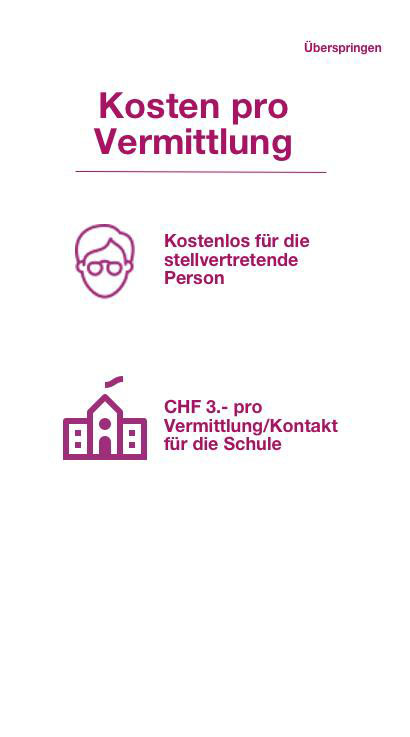 Überspringen
Kosten pro
Vermittlung
Kostenlos für die
stellvertretende
Person
CHF 3.- pro
Vermittlung/Kontakt
für die Schule